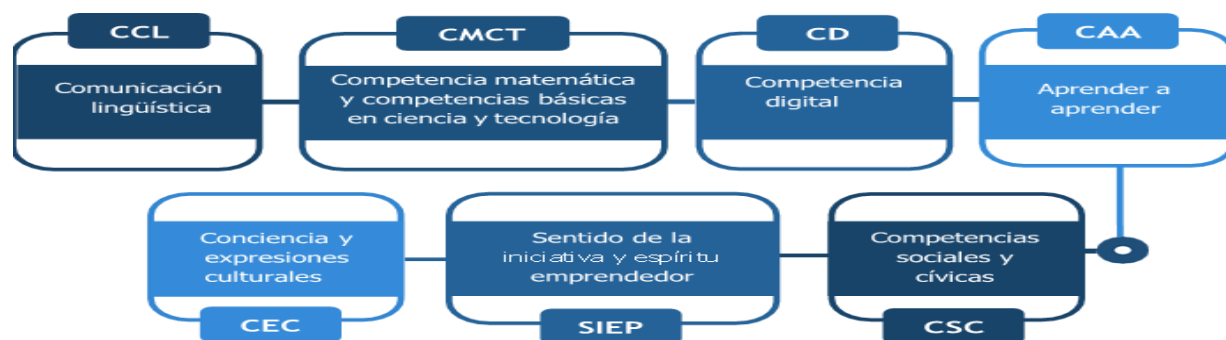 CCL
Comunicación
lingüística
CMCT
Competencia matemática
y competencias básicas
en ciencia y tecnología
CD
Competencia
digital
CAA
Aprender a
aprender
Conciencia y
expresiones
culturales
CEC
Sentido de la
iniciativa y espíritu
emprendedor
SIEP
Competencias
sociales y
cívicas
CSC